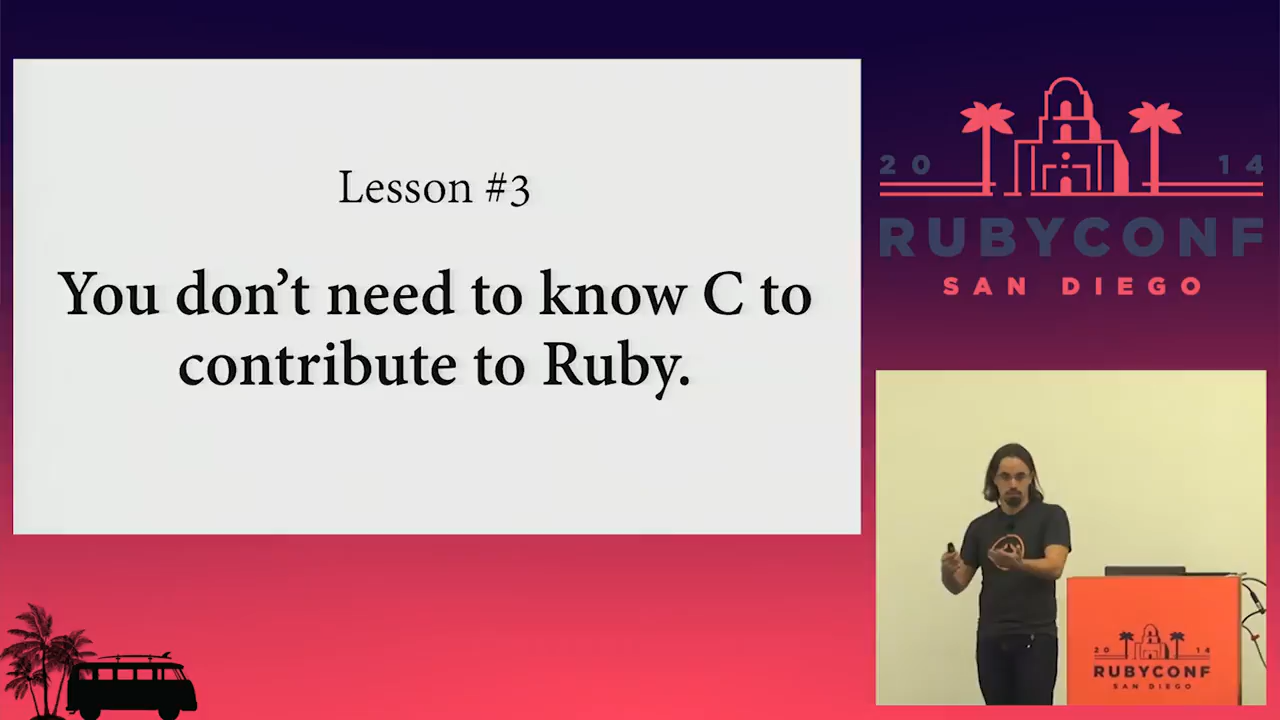 Lesson #3
You don't need to know C to
contribute to Ruby.
20 14
RUBYCONF
SAN DIEGO
20 14
RUBYCONF
SAN DIEGO